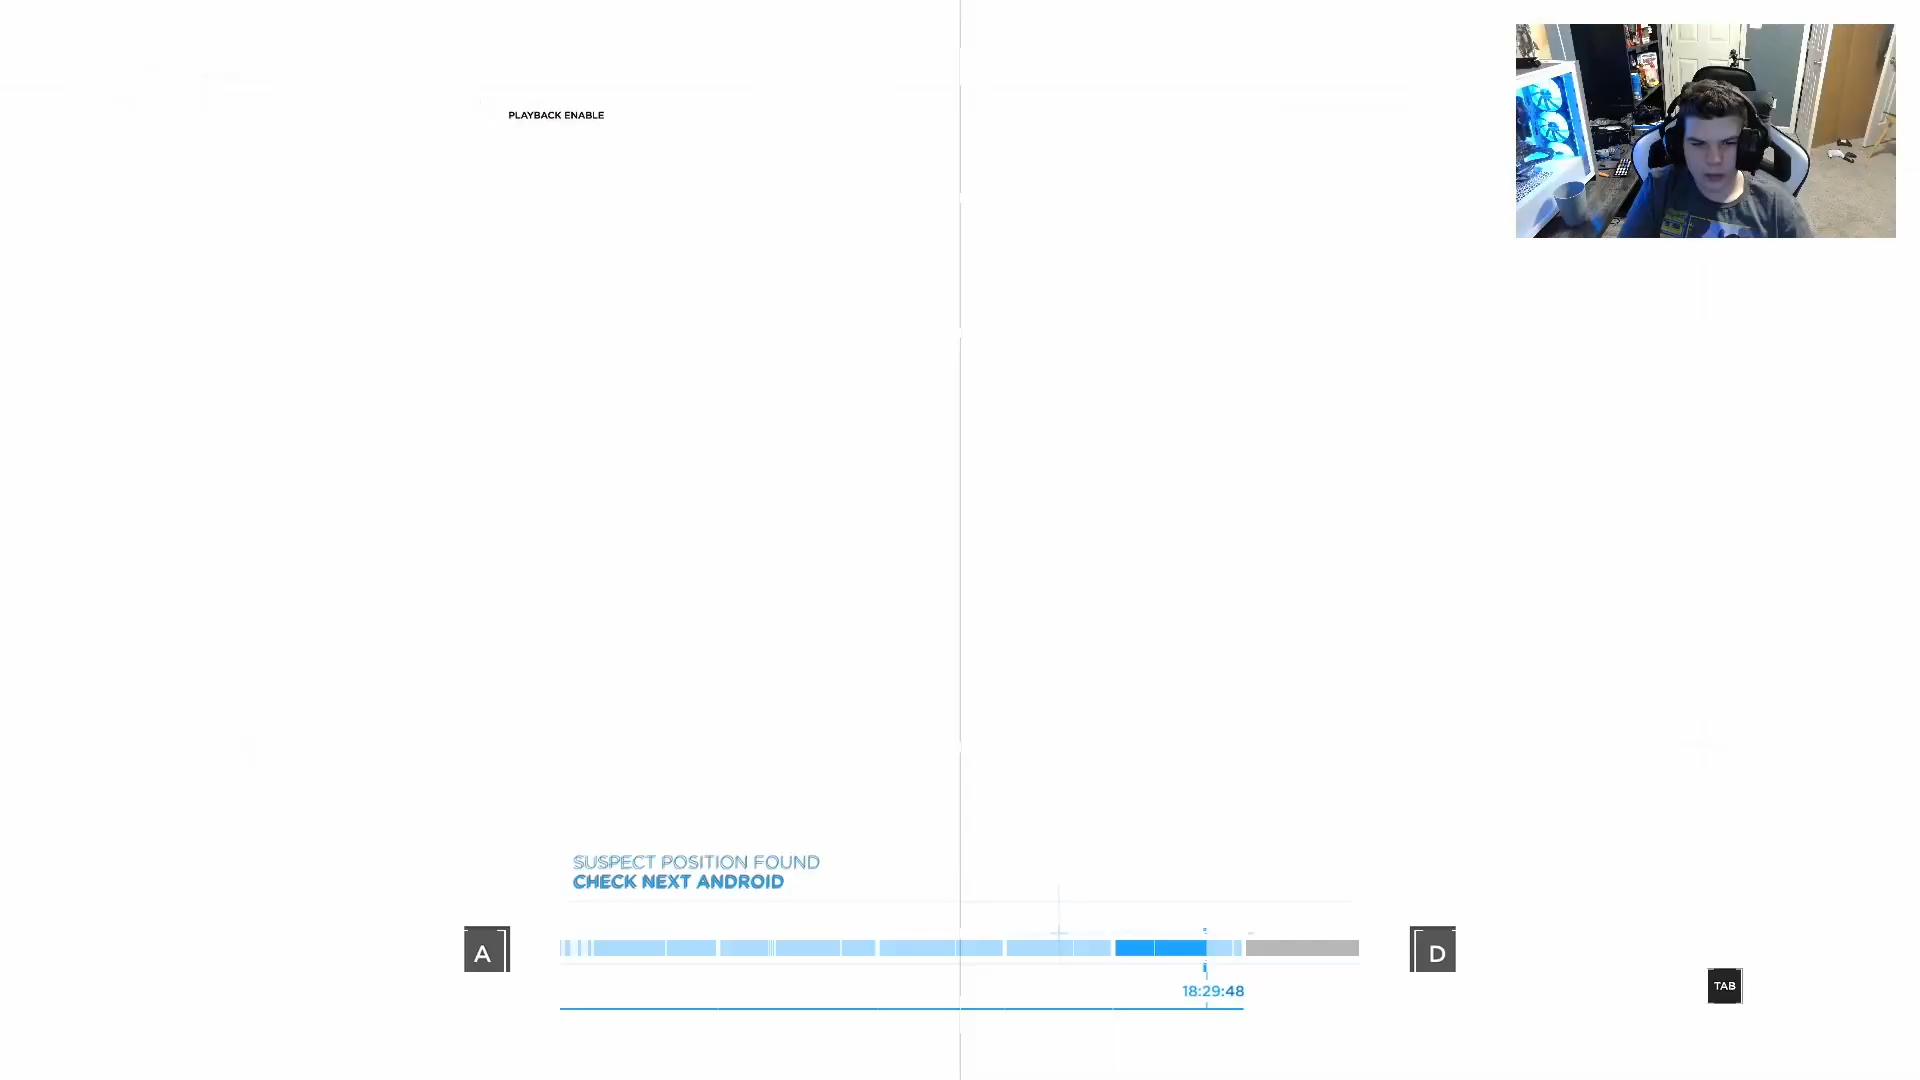 PLAYBACK ENABLE
SUSPECT POSITION FOUND
CHECK NEXT ANDROID
A
D
18:29:48
TAB